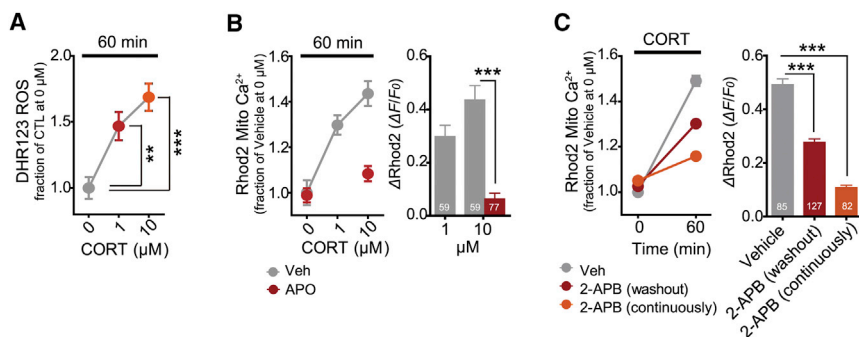 A
60 min
DHR123 ROS
fraction of CTL at 0 µM)
2.0
1.5
1.0
**
***
0
1
10
CORT (µM)
B
60 min
Rhod2 Mito Ca²⁺
(fraction of Vehicle at 0 µM)
1.6
1.4
1.2
1.0
0
1
10
CORT (µM)
Veh
APO
ΔRhod2 (ΔF/F₀)
0.6
0.4
0.2
0.0
***
59
59
77
1
10
µM
C
CORT
Rhod2 Mito Ca²⁺
(fraction of Vehicle at 0 µM)
1.6
1.4
1.2
1.0
0
60
Time (min)
Veh
2-APB (washout)
2-APB (continuously)
ΔRhod2 (ΔF/F₀)
0.6
0.4
0.2
0.0
***
***
85
127
82
Vehicle
2-APB (washout)
2-APB (continuously)